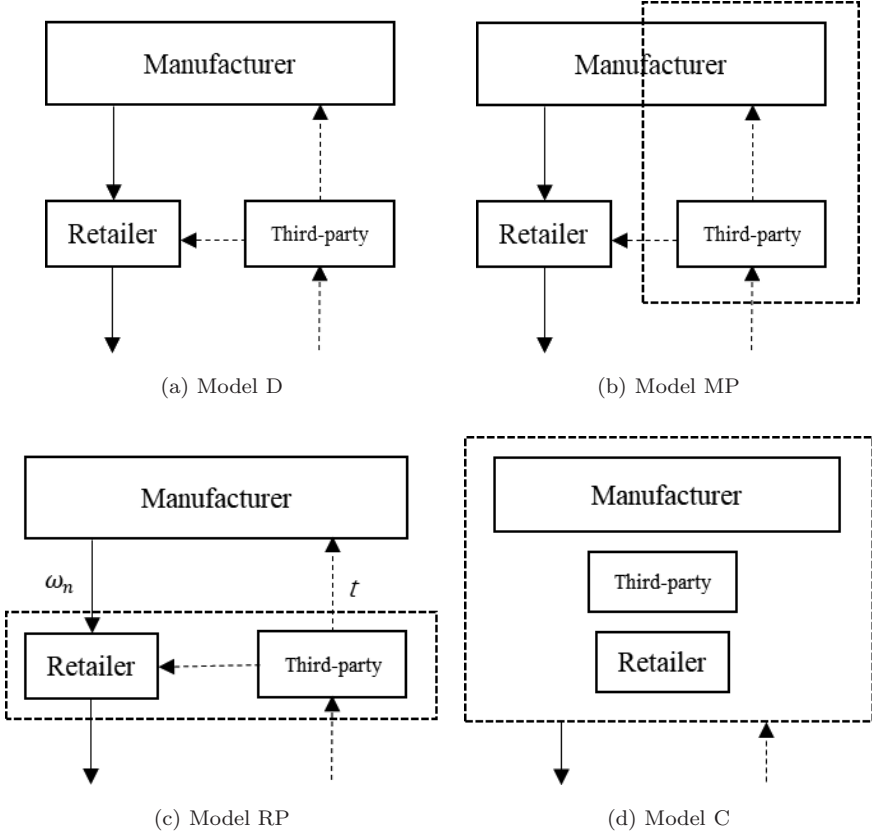 Manufacturer
Retailer
Third-party
(a) Model D
Manufacturer
Retailer
Third-party
(b) Model MP
Manufacturer
ωₙ
t
Retailer
Third-party
(c) Model RP
Manufacturer
Third-party
Retailer
(d) Model C